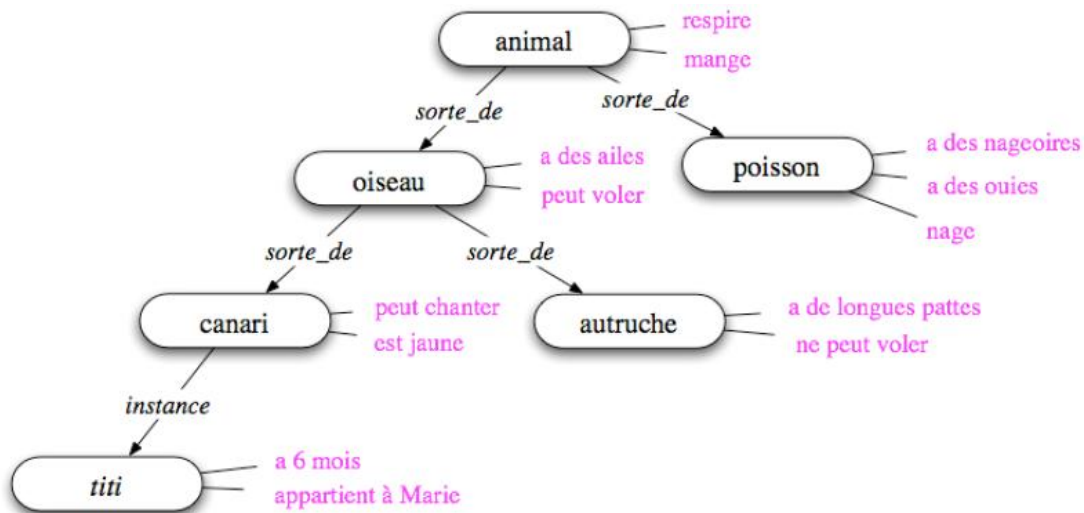 animal
respire
mange
sorte_de
sorte_de
oiseau
a des ailes
peut voler
poisson
a des nageoires
a des ouies
nage
sorte_de
sorte_de
canari
peut chanter
est jaune
autruche
a de longues pattes
ne peut voler
instance
titi
a 6 mois
appartient à Marie